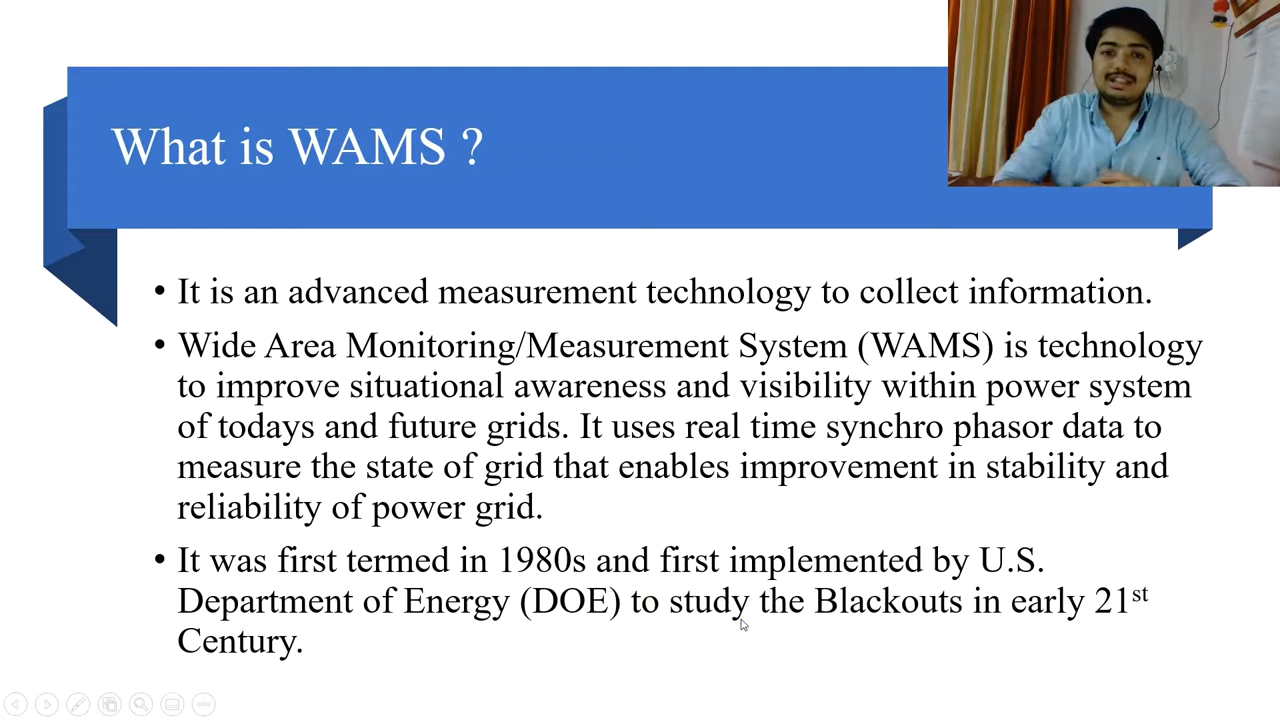 What is WAMS ?
• It is an advanced measurement technology to collect information.
• Wide Area Monitoring/Measurement System (WAMS) is technology
to improve situational awareness and visibility within power system
of todays and future grids. It uses real time synchro phasor data to
measure the state of grid that enables improvement in stability and
reliability of power grid.
• It was first termed in 1980s and first implemented by U.S.
Department of Energy (DOE) to study the Blackouts in early 21st
Century.